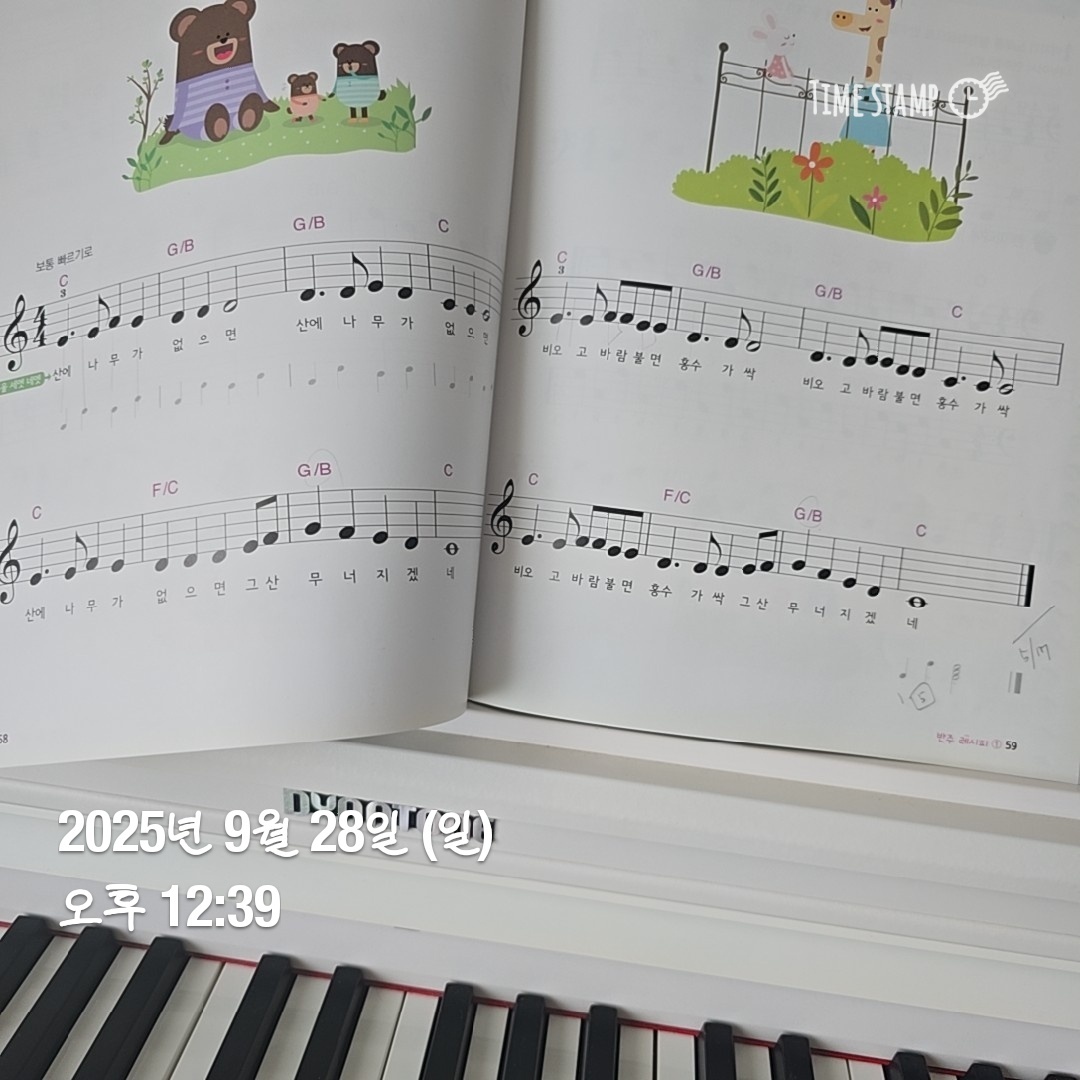 TIME STAMP
보통 빠르기로
C G/B G/B C
3
4
4
산에 나 무 가 없 으 면 산에 나 무 가 없 으 면
C F/C G/B C
산에 나 무 가 없 으 면 그 산 무 너 지 겠 네
C G/B G/B C
3
비오 고 바 람 불 면 홍수 가 싹 비오 고 바 람 불 면 홍수 가 싹
C F/C G/B C
비오 고 바 람 불 면 홍수 가 싹 그 산 무 너 지 겠 네
반주 레시피 ① 59
2025년 9월 28일 (일)
오후 12:39